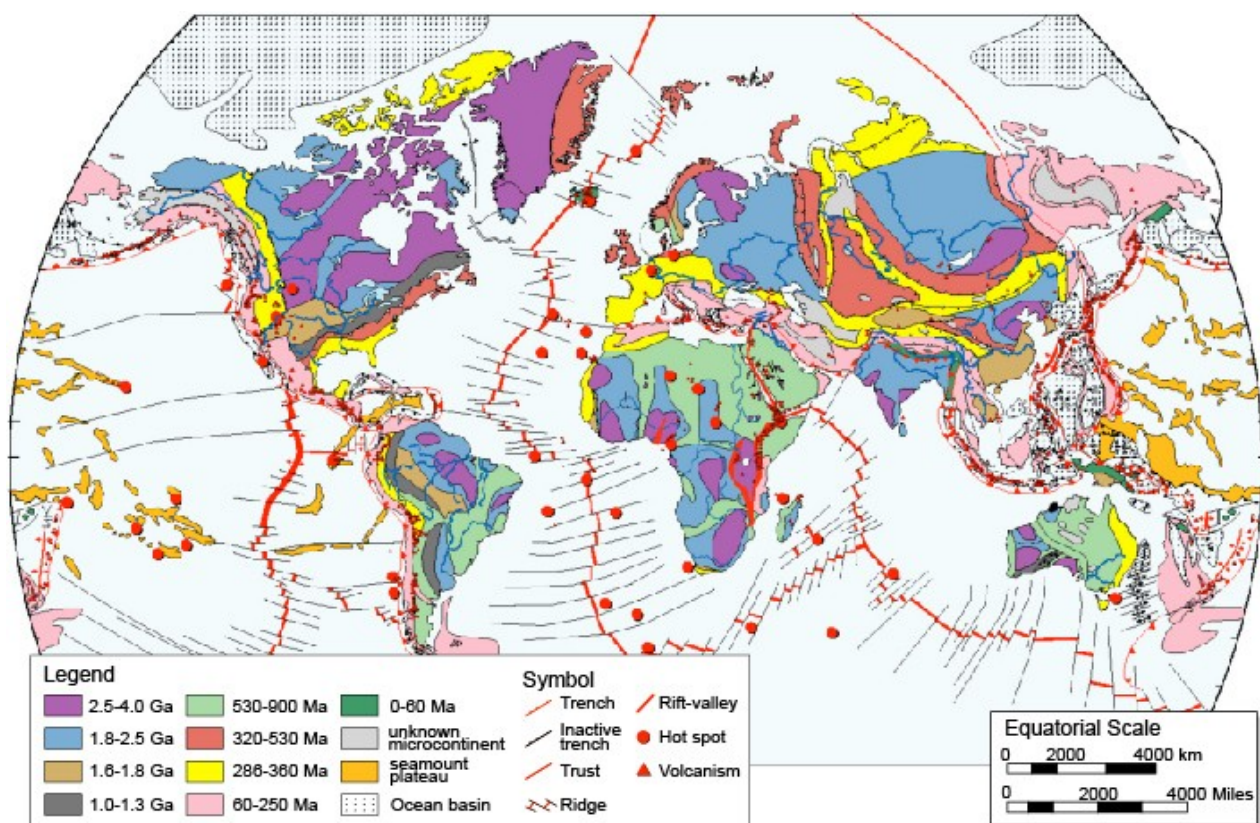 Legend
2.5-4.0 Ga
1.8-2.5 Ga
1.6-1.8 Ga
1.0-1.3 Ga
530-900 Ma
320-530 Ma
286-360 Ma
60-250 Ma
0-60 Ma
unknown
microcontinent
seamount
plateau
Ocean basin
Symbol
Trench
Inactive
trench
Trust
Ridge
Rift-valley
Hot spot
Volcanism
Equatorial Scale
0 2000 4000 km
0 2000 4000 Miles